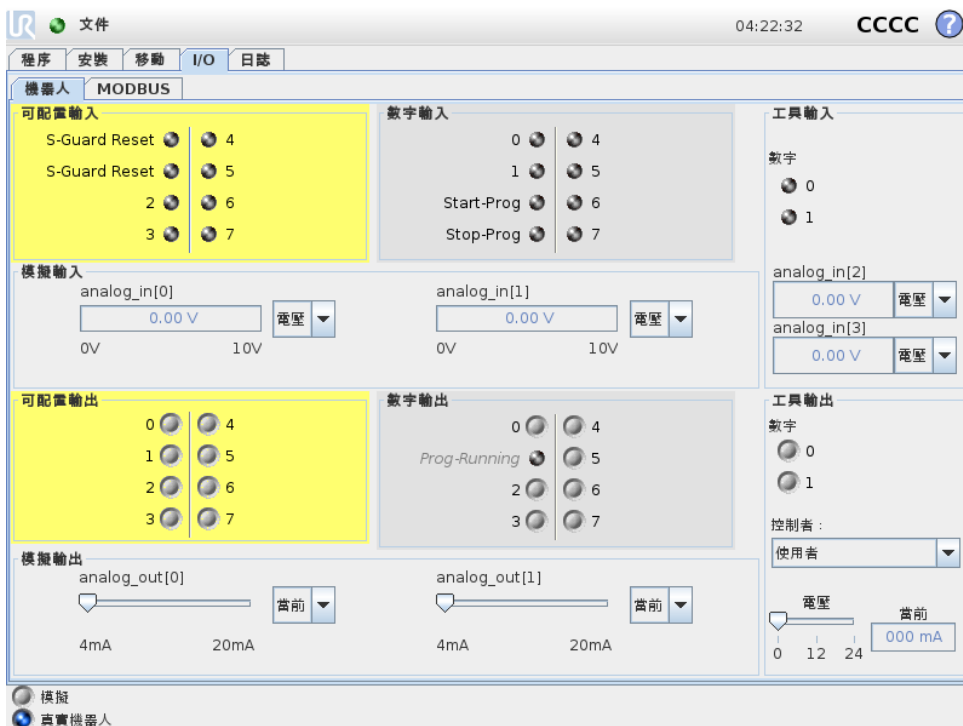 UR 文件 04:22:32 CCCC ?
程序 安裝 移動 I/O 日誌
機器人 MODBUS
可配置輸入
S-Guard Reset 4
S-Guard Reset 5
2 6
3 7
數字輸入
0 4
1 5
Start-Prog 6
Stop-Prog 7
工具輸入
數字
0
1
模擬輸入
analog_in[0]
0.00 V 電壓
0V 10V
analog_in[1]
0.00 V 電壓
0V 10V
analog_in[2]
0.00 V 電壓
analog_in[3]
0.00 V 電壓
可配置輸出
0 4
1 5
2 6
3 7
數字輸出
0 4
Prog-Running 5
2 6
3 7
工具輸出
數字
0
1
控制者：
使用者
電壓
0 12 24
當前
000 mA
模擬輸出
analog_out[0]
當前
4mA 20mA
analog_out[1]
當前
4mA 20mA
模擬
真實機器人